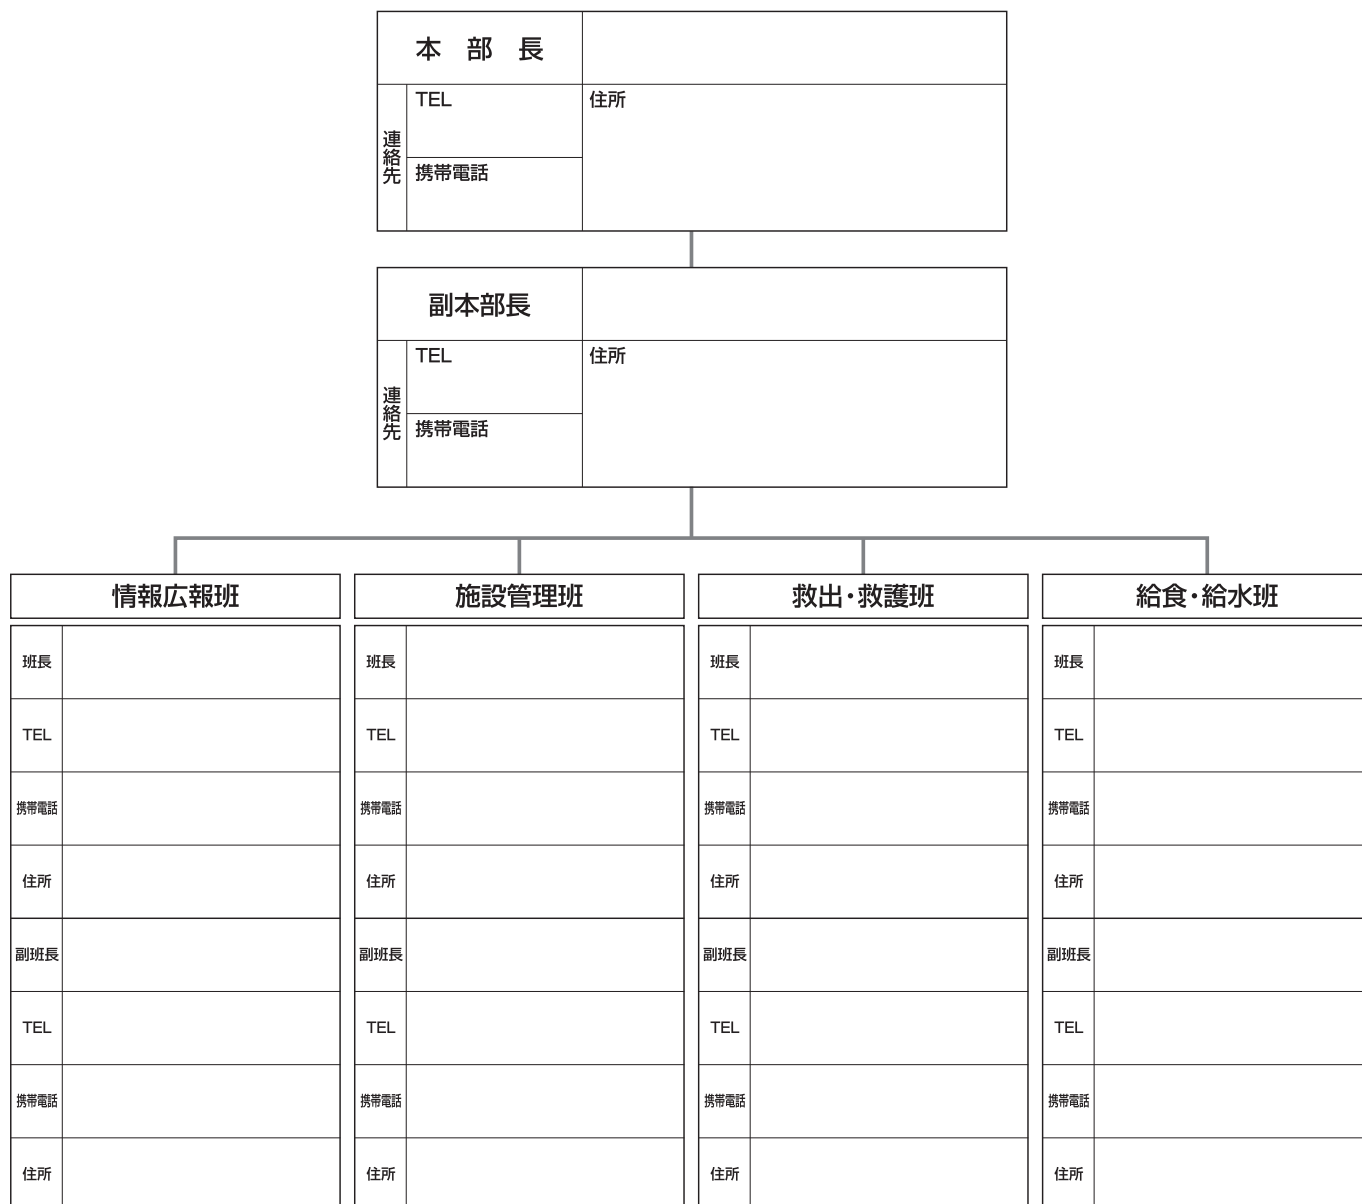 本 部 長
連絡先
TEL
住所
携帯電話
副本部長
連絡先
TEL
住所
携帯電話
情報広報班
班長
TEL
携帯電話
住所
副班長
TEL
携帯電話
住所
施設管理班
班長
TEL
携帯電話
住所
副班長
TEL
携帯電話
住所
救出・救護班
班長
TEL
携帯電話
住所
副班長
TEL
携帯電話
住所
給食・給水班
班長
TEL
携帯電話
住所
副班長
TEL
携帯電話
住所